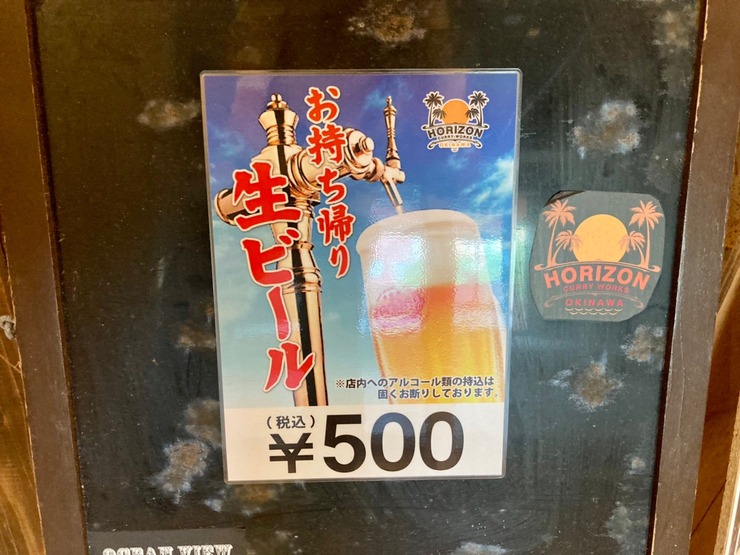 お持ち帰り
生ビール
HORIZON
CURRY WORKS
OKINAWA
※店内へのアルコール類の持込は
固くお断りしております。
(税込)
¥500
HORIZON
CURRY WORKS
OKINAWA
OCEAN VIEW